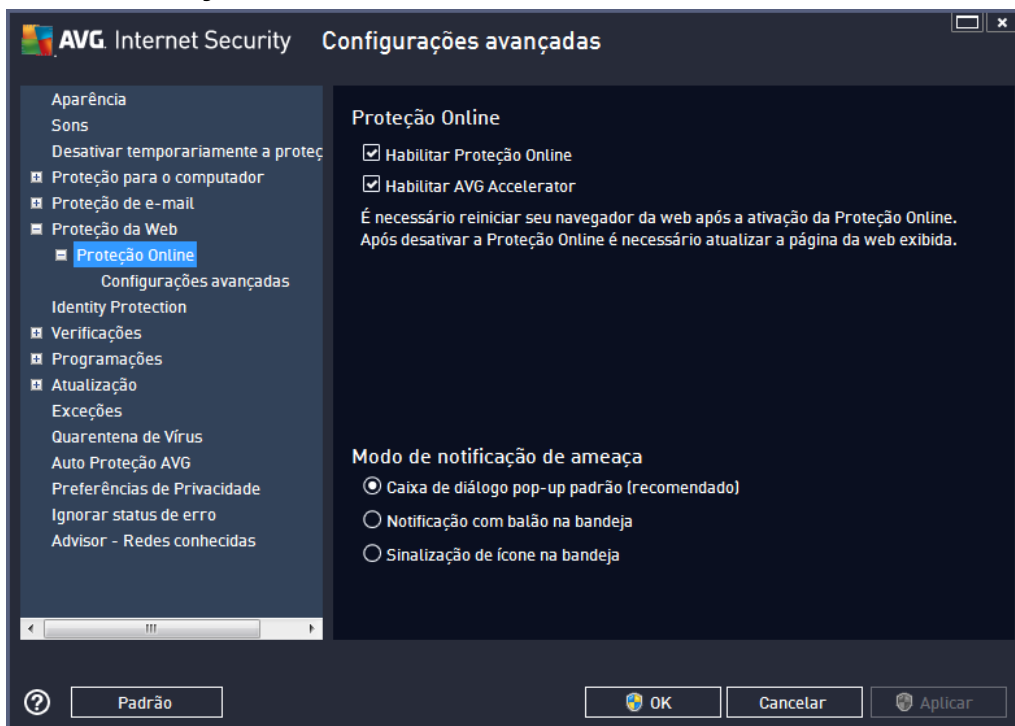 AVG. Internet Security Configurações avançadas
Aparência
Sons
Desativar temporariamente a proteç
Proteção para o computador
Proteção de e-mail
Proteção da Web
Proteção Online
Configurações avançadas
Identity Protection
Verificações
Programações
Atualização
Exceções
Quarentena de Vírus
Auto Proteção AVG
Preferências de Privacidade
Ignorar status de erro
Advisor - Redes conhecidas
Proteção Online
Habilitar Proteção Online
Habilitar AVG Accelerator
É necessário reiniciar seu navegador da web após a ativação da Proteção Online.
Após desativar a Proteção Online é necessário atualizar a página da web exibida.
Modo de notificação de ameaça
Caixa de diálogo pop-up padrão (recomendado)
Notificação com balão na bandeja
Sinalização de ícone na bandeja
? Padrão OK Cancelar Aplicar